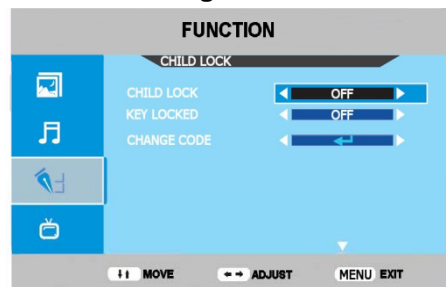 FUNCTION
CHILD LOCK
CHILD LOCK OFF
KEY LOCKED OFF
CHANGE CODE
MOVE ADJUST MENU EXIT